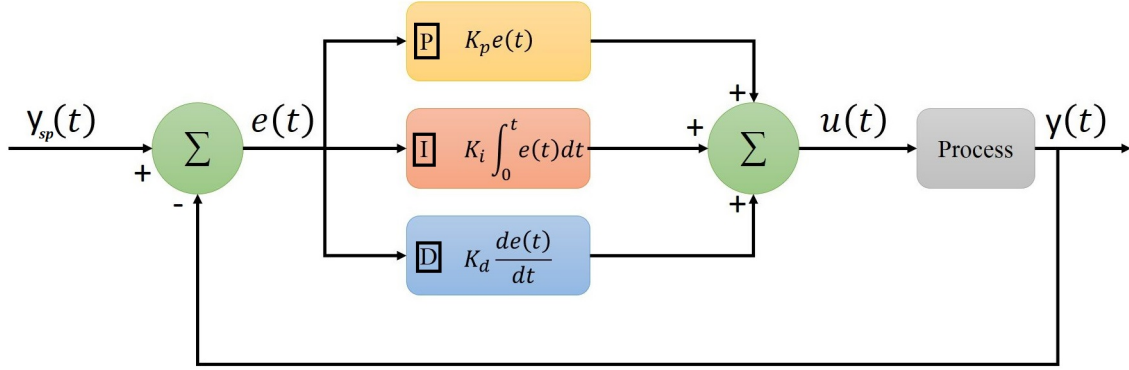 P K_p e(t)
y_sp(t) + - Σ e(t) I K_i ∫_0^t e(t)dt + + + Σ u(t) Process y(t)
D K_d de(t)/dt